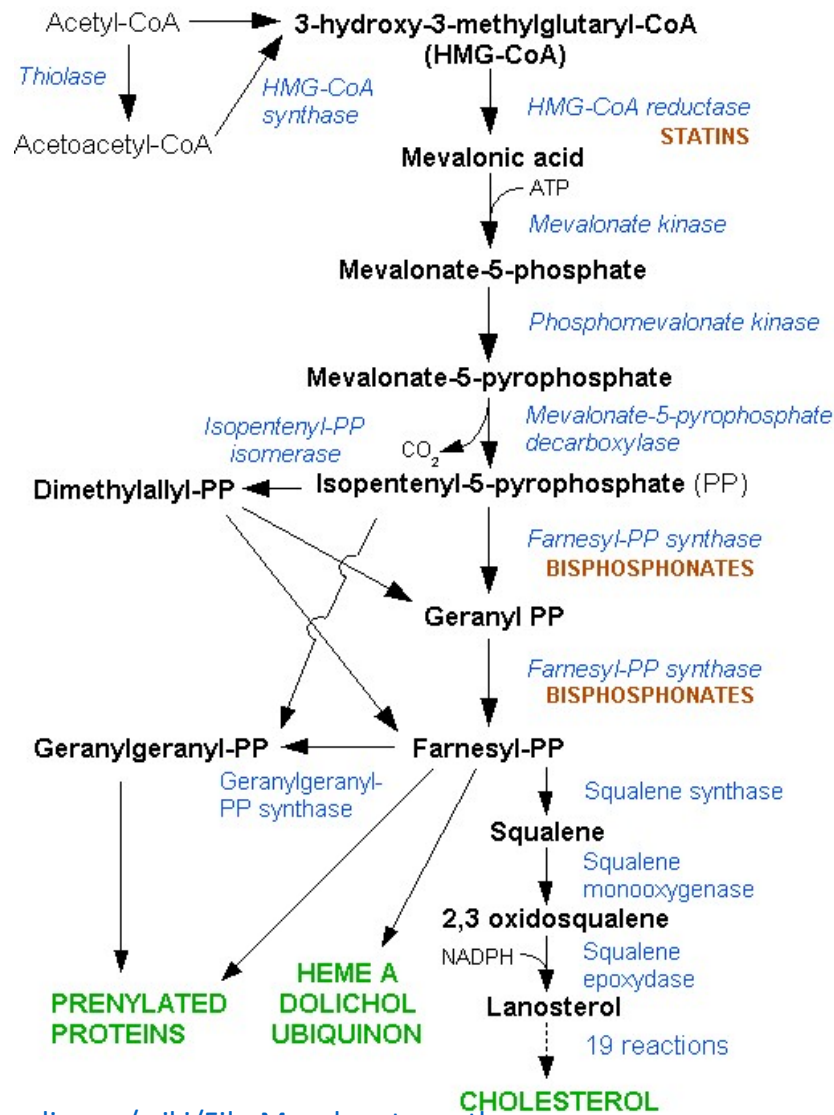 Acetyl-CoA
3-hydroxy-3-methylglutaryl-CoA
(HMG-CoA)
Thiolase
HMG-CoA
synthase
HMG-CoA reductase
STATINS
Acetoacetyl-CoA
Mevalonic acid
ATP
Mevalonate kinase
Mevalonate-5-phosphate
Phosphomevalonate kinase
Mevalonate-5-pyrophosphate
Isopentenyl-PP
isomerase
CO2
Mevalonate-5-pyrophosphate
decarboxylase
Dimethylallyl-PP
Isopentenyl-5-pyrophosphate (PP)
Farnesyl-PP synthase
BISPHOSPHONATES
Geranyl PP
Farnesyl-PP synthase
BISPHOSPHONATES
Geranylgeranyl-PP
Farnesyl-PP
Geranylgeranyl-
PP synthase
Squalene synthase
Squalene
Squalene
monooxygenase
2,3 oxidosqualene
NADPH
Squalene
epoxydase
Lanosterol
PRENYLATED
PROTEINS
HEME A
DOLICHOL
UBIQUINON
19 reactions
CHOLESTEROL